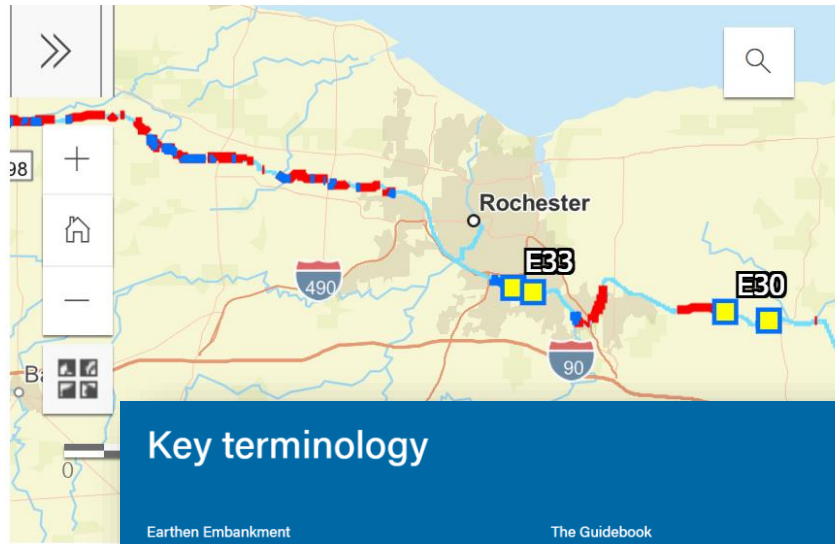 98
Rochester
E33
490
E30
90
Ba
0
Key terminology
Earthen Embankment
The Guidebook